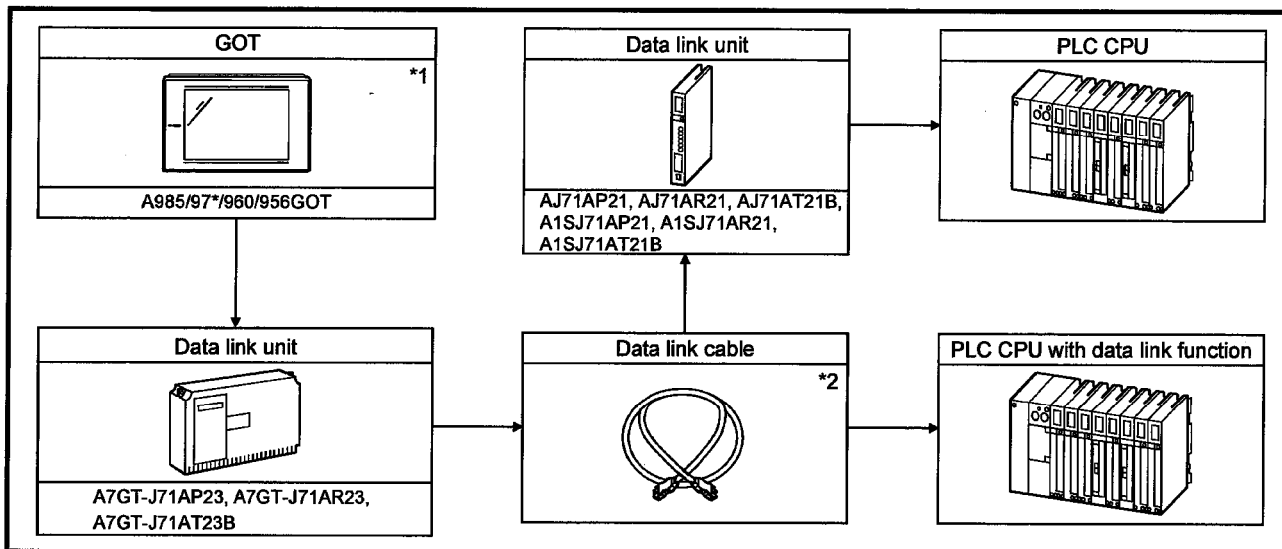 GOT
*1
A985/97*/960/956GOT
Data link unit
AJ71AP21, AJ71AR21, AJ71AT21B,
A1SJ71AP21, A1SJ71AR21,
A1SJ71AT21B
PLC CPU
Data link unit
A7GT-J71AP23, A7GT-J71AR23,
A7GT-J71AT23B
Data link cable
*2
PLC CPU with data link function